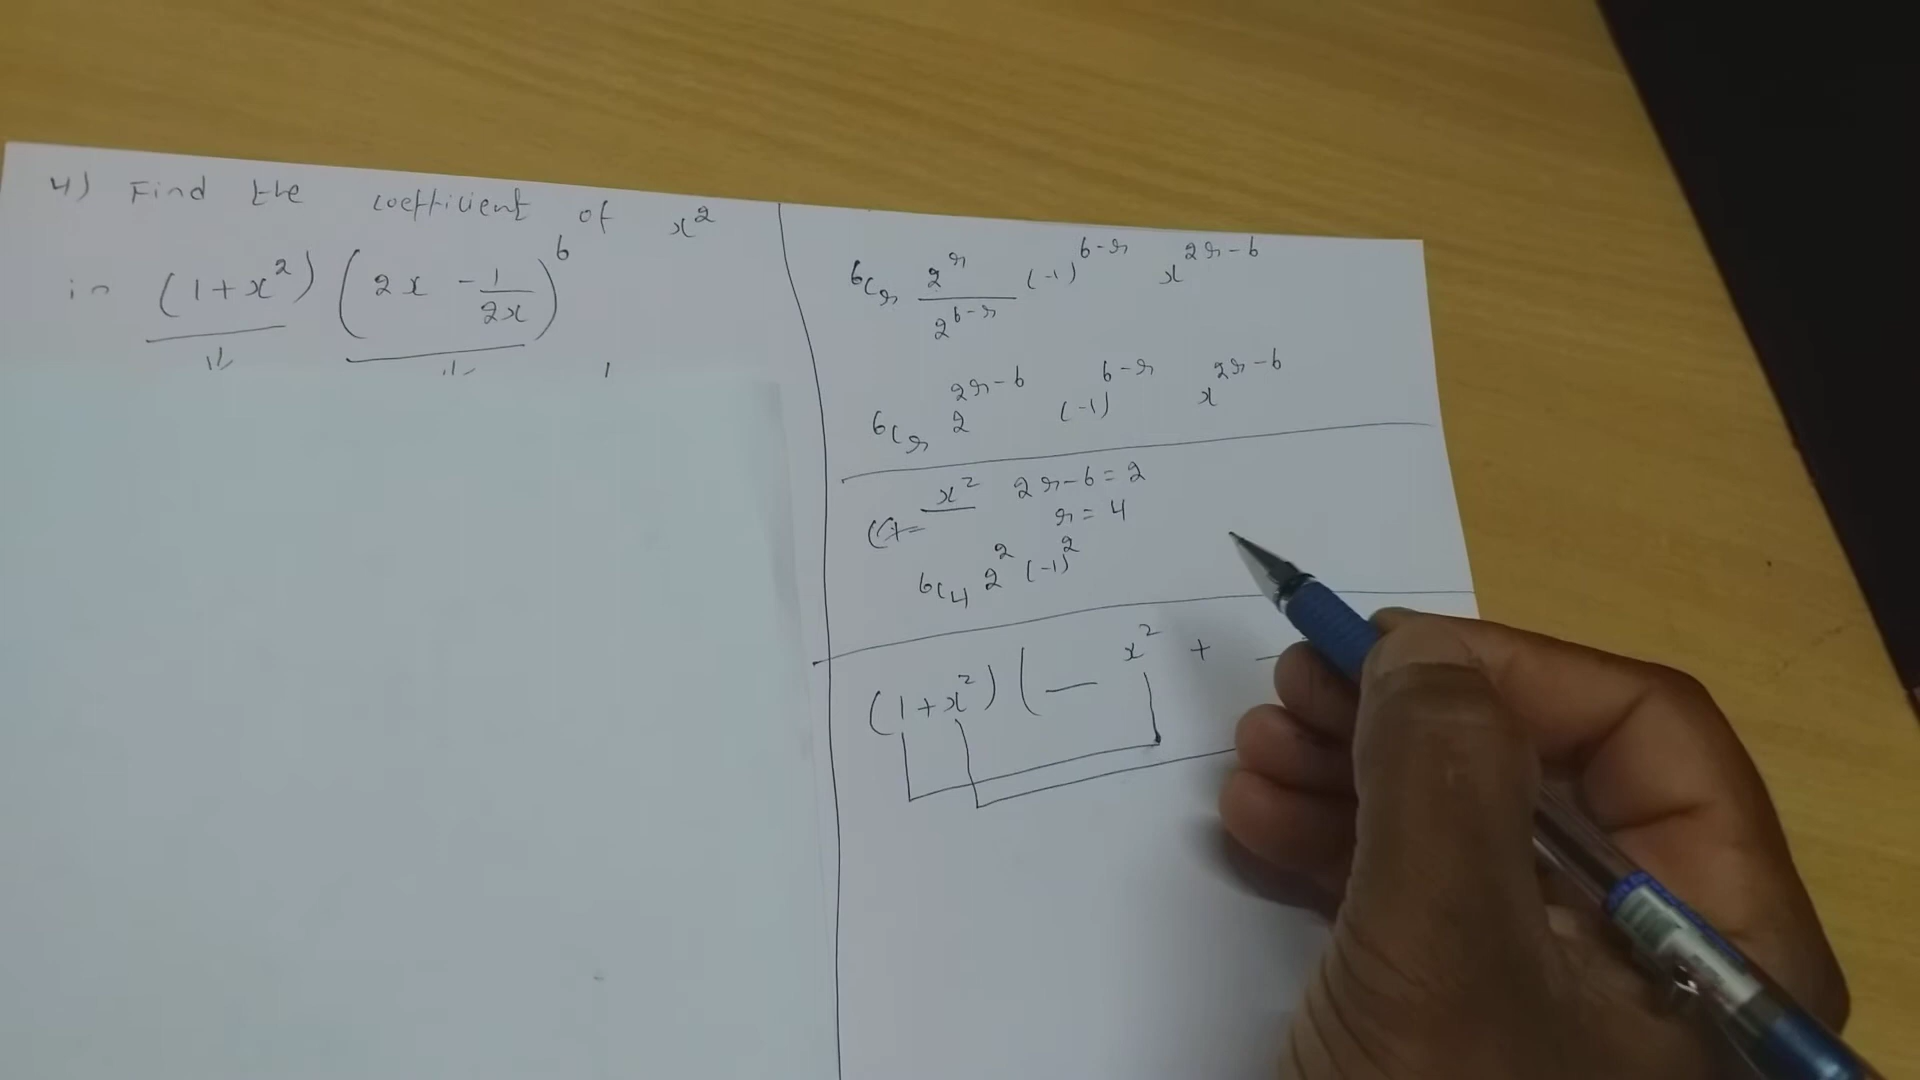 4) Find the coefficient of x²
in (1+x²) (2x - 1/2x)⁶
6Cr 2^r/2^(6-r) (-1)^(6-r) x^(2r-6)
6Cr 2^(2r-6) (-1)^(6-r) x^(2r-6)
x² 2r-6=2
r = 4
6C4 2² (-1)²
(1+x²) (— x² + —